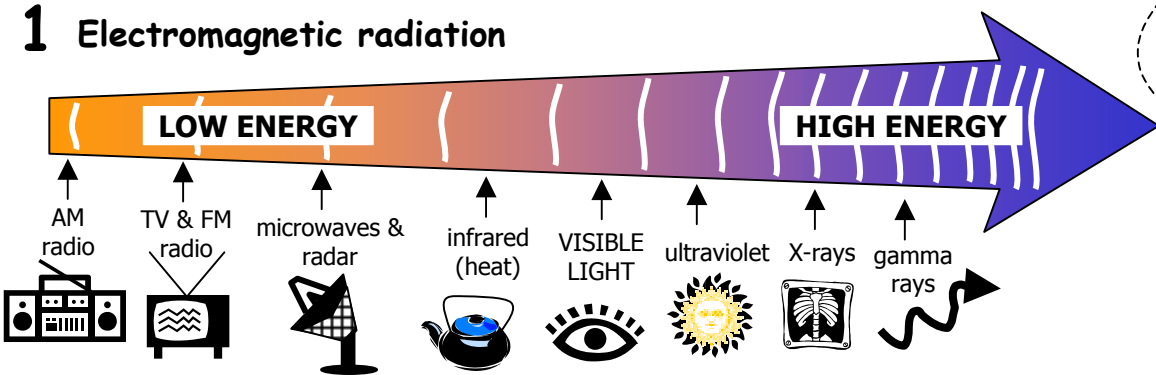 1 Electromagnetic radiation
LOW ENERGY
HIGH ENERGY
AM
radio
TV & FM
radio
microwaves &
radar
infrared
(heat)
VISIBLE
LIGHT
ultraviolet
X-rays
gamma
rays